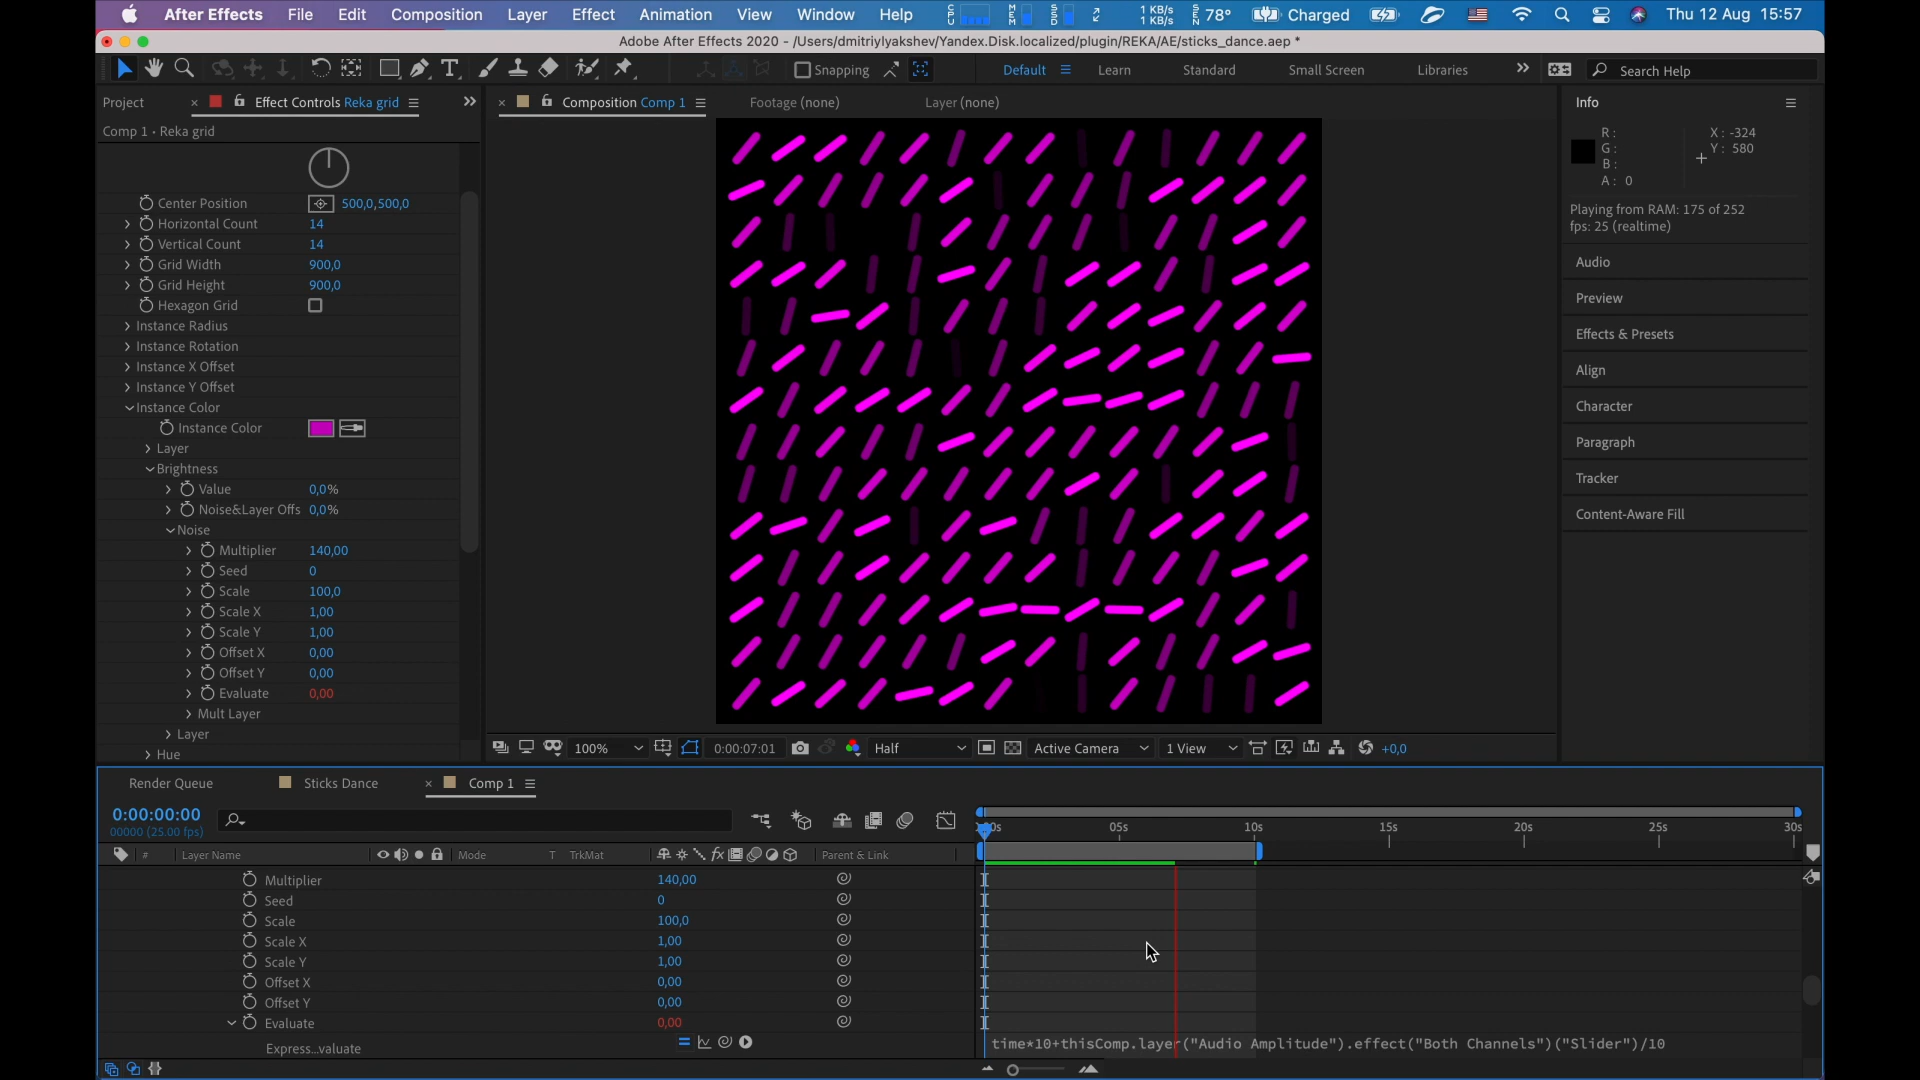 After Effects File Edit Composition Layer Effect Animation View Window Help CPU MEM SSD 1 KB/s 1 KB/s SEN 78° Charged Thu 12 Aug 15:57
Adobe After Effects 2020 - /Users/dmitriylyakshev/Yandex.Disk.localized/plugin/REKA/AE/sticks_dance.aep *
Snapping Default Learn Standard Small Screen Libraries Search Help
Project Effect Controls Reka grid Composition Comp 1 Footage (none) Layer (none) Info
Comp 1 • Reka grid
R:
G:
B:
A: 0
X: -324
Y: 580
Playing from RAM: 175 of 252
fps: 25 (realtime)
Audio
Preview
Effects & Presets
Align
Character
Paragraph
Tracker
Content-Aware Fill
Center Position 500,0,500,0
Horizontal Count 14
Vertical Count 14
Grid Width 900,0
Grid Height 900,0
Hexagon Grid
Instance Radius
Instance Rotation
Instance X Offset
Instance Y Offset
Instance Color
Instance Color
Layer
Brightness
Value 0,0%
Noise&Layer Offs 0,0%
Noise
Multiplier 140,00
Seed 0
Scale 100,0
Scale X 1,00
Scale Y 1,00
Offset X 0,00
Offset Y 0,00
Evaluate 0,00
Mult Layer
Layer
Hue
100% 0:00:07:01 Half Active Camera 1 View +0,0
Render Queue Sticks Dance Comp 1
0:00:00:00
00000 (25.00 fps)
05s 10s 15s 20s 25s 30s
# Layer Name Mode T TrkMat Parent & Link
Multiplier 140,00
Seed 0
Scale 100,0
Scale X 1,00
Scale Y 1,00
Offset X 0,00
Offset Y 0,00
Evaluate 0,00
Express...valuate time*10+thisComp.layer("Audio Amplitude").effect("Both Channels")("Slider")/10